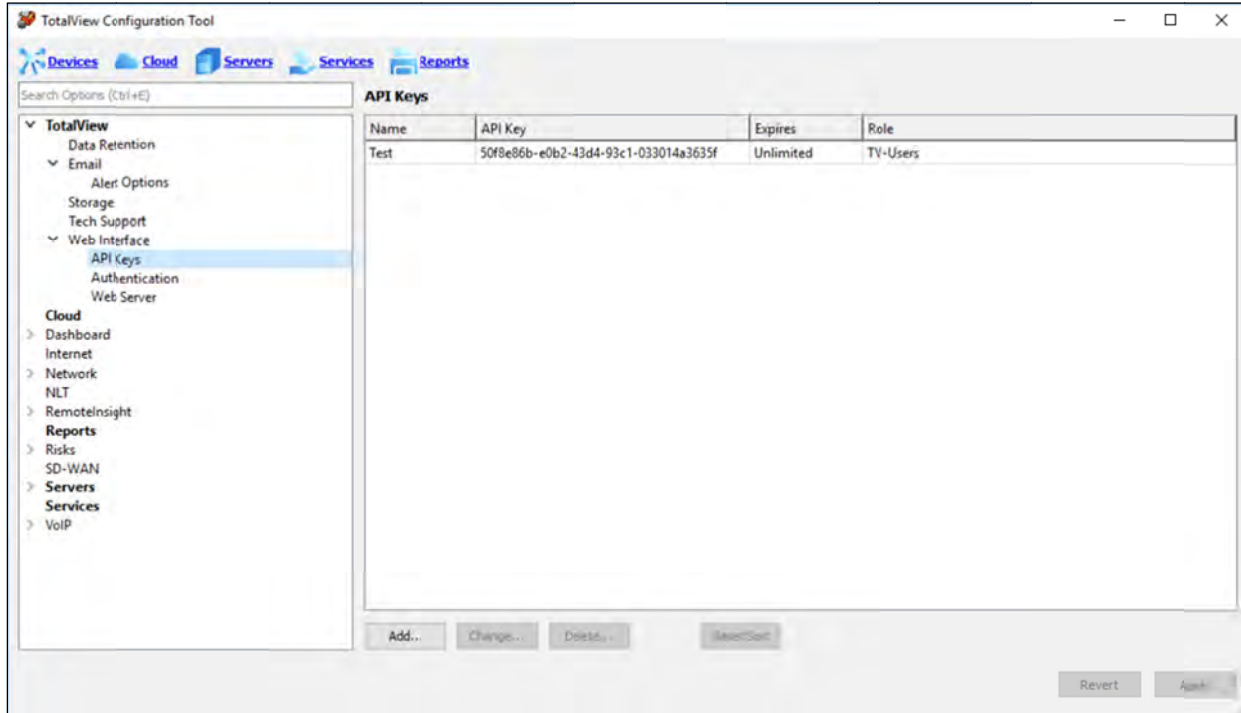 TotalView Configuration Tool
Devices Cloud Servers Services Reports
Search Options (Ctrl+E)
TotalView
Data Retention
Email
Alert Options
Storage
Tech Support
Web Interface
API Keys
Authentication
Web Server
Cloud
Dashboard
Internet
Network
NLT
RemoteInsight
Reports
Risks
SD-WAN
Servers
Services
VoIP
API Keys
Name API Key Expires Role
Test 50f8e86b-e0b2-43d4-93c1-033014a3635f Unlimited TV-Users
Add... Change... Delete... Reset Sort
Revert Apply